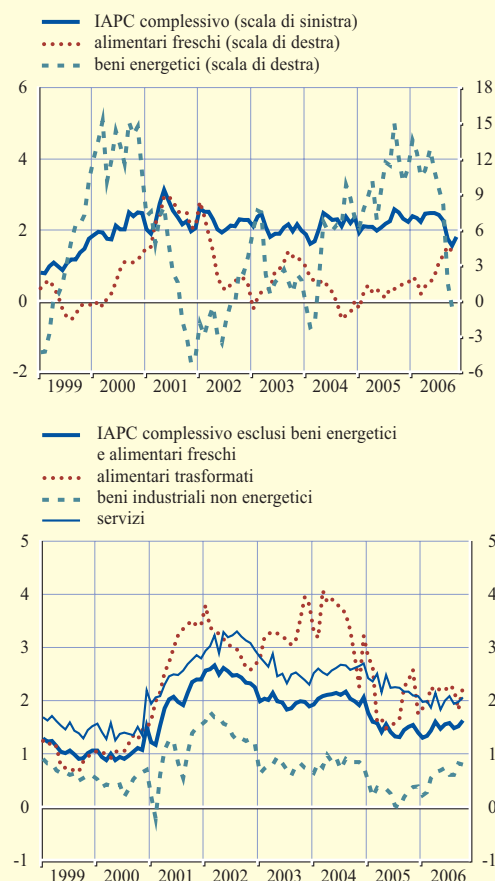 IAPC complessivo (scala di sinistra)
alimentari freschi (scala di destra)
beni energetici (scala di destra)
6 18
15
4 12
9
2 6
3
0 0
-3
-2 -6
1999 2000 2001 2002 2003 2004 2005 2006
IAPC complessivo esclusi beni energetici
e alimentari freschi
alimentari trasformati
beni industriali non energetici
servizi
5 5
4 4
3 3
2 2
1 1
0 0
-1 -1
1999 2000 2001 2002 2003 2004 2005 2006